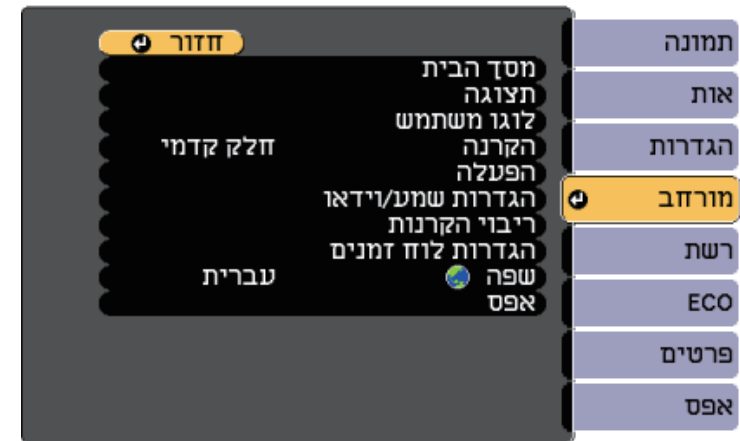 תמונה
אות
הגדרות
מורחב
רשת
ECO
פרטים
אפס
חזור
מסך הבית
תצוגה
לוגו משתמש
הקרנה חלק קדמי
הפעלה
הגדרות שמע/וידאו
ריבוי הקרנות
הגדרות לוח זמנים
שפה עברית
אפס